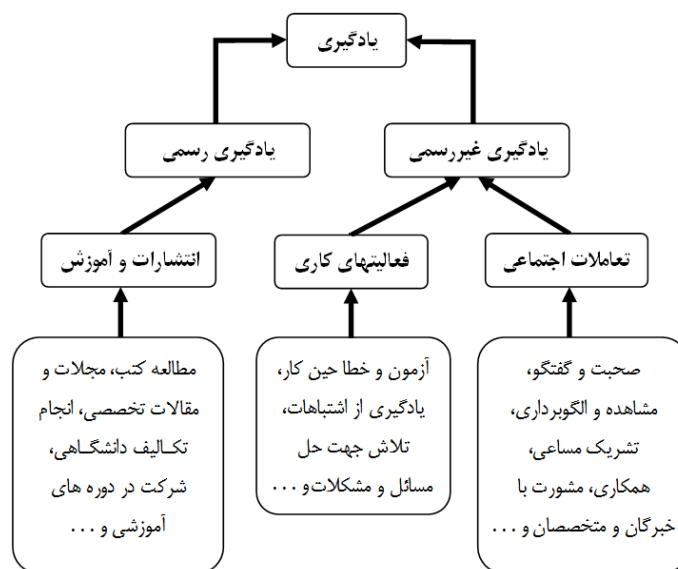 یادگیری
یادگیری غیررسمی
یادگیری رسمی
تعاملات اجتماعی
فعالیتهای کاری
انتشارات و آموزش
صحبت و گفتگو،
مشاهده و الگوبرداری،
تشریک مساعی،
همکاری، مشورت با
خبرگان و متخصصان و ...
آزمون و خطا حین کار،
یادگیری از اشتباهات،
تلاش جهت حل
مسائل و مشکلات و ...
مطالعه کتب، مجلات و
مقالات تخصصی، انجام
تکالیف دانشگاهی،
شرکت در دوره های
آموزشی و ...